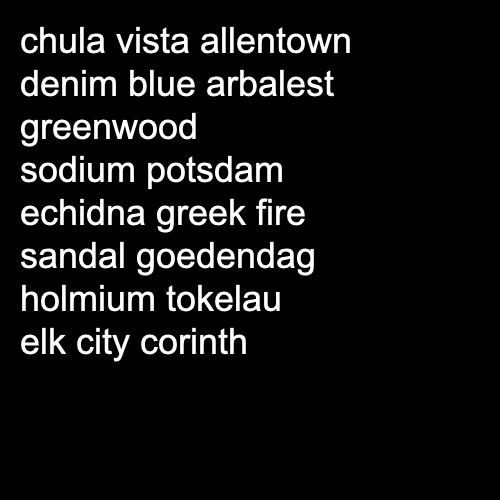 chula vista allentown
denim blue arbalest
greenwood
sodium potsdam
echidna greek fire
sandal goedendag
holmium tokelau
elk city corinth